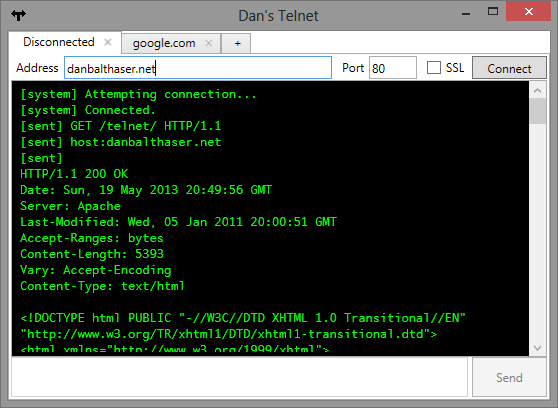 Dan's Telnet
Disconnected × google.com × +
Address danbalthaser.net Port 80 SSL Connect
[system] Attempting connection...
[system] Connected.
[sent] GET /telnet/ HTTP/1.1
[sent] host:danbalthaser.net
[sent]
HTTP/1.1 200 OK
Date: Sun, 19 May 2013 20:49:56 GMT
Server: Apache
Last-Modified: Wed, 05 Jan 2011 20:00:51 GMT
Accept-Ranges: bytes
Content-Length: 5393
Vary: Accept-Encoding
Content-Type: text/html
<!DOCTYPE html PUBLIC "-//W3C//DTD XHTML 1.0 Transitional//EN"
"http://www.w3.org/TR/xhtml1/DTD/xhtml1-transitional.dtd">
<html xmlns="http://www.w3.org/1999/xhtml">
Send